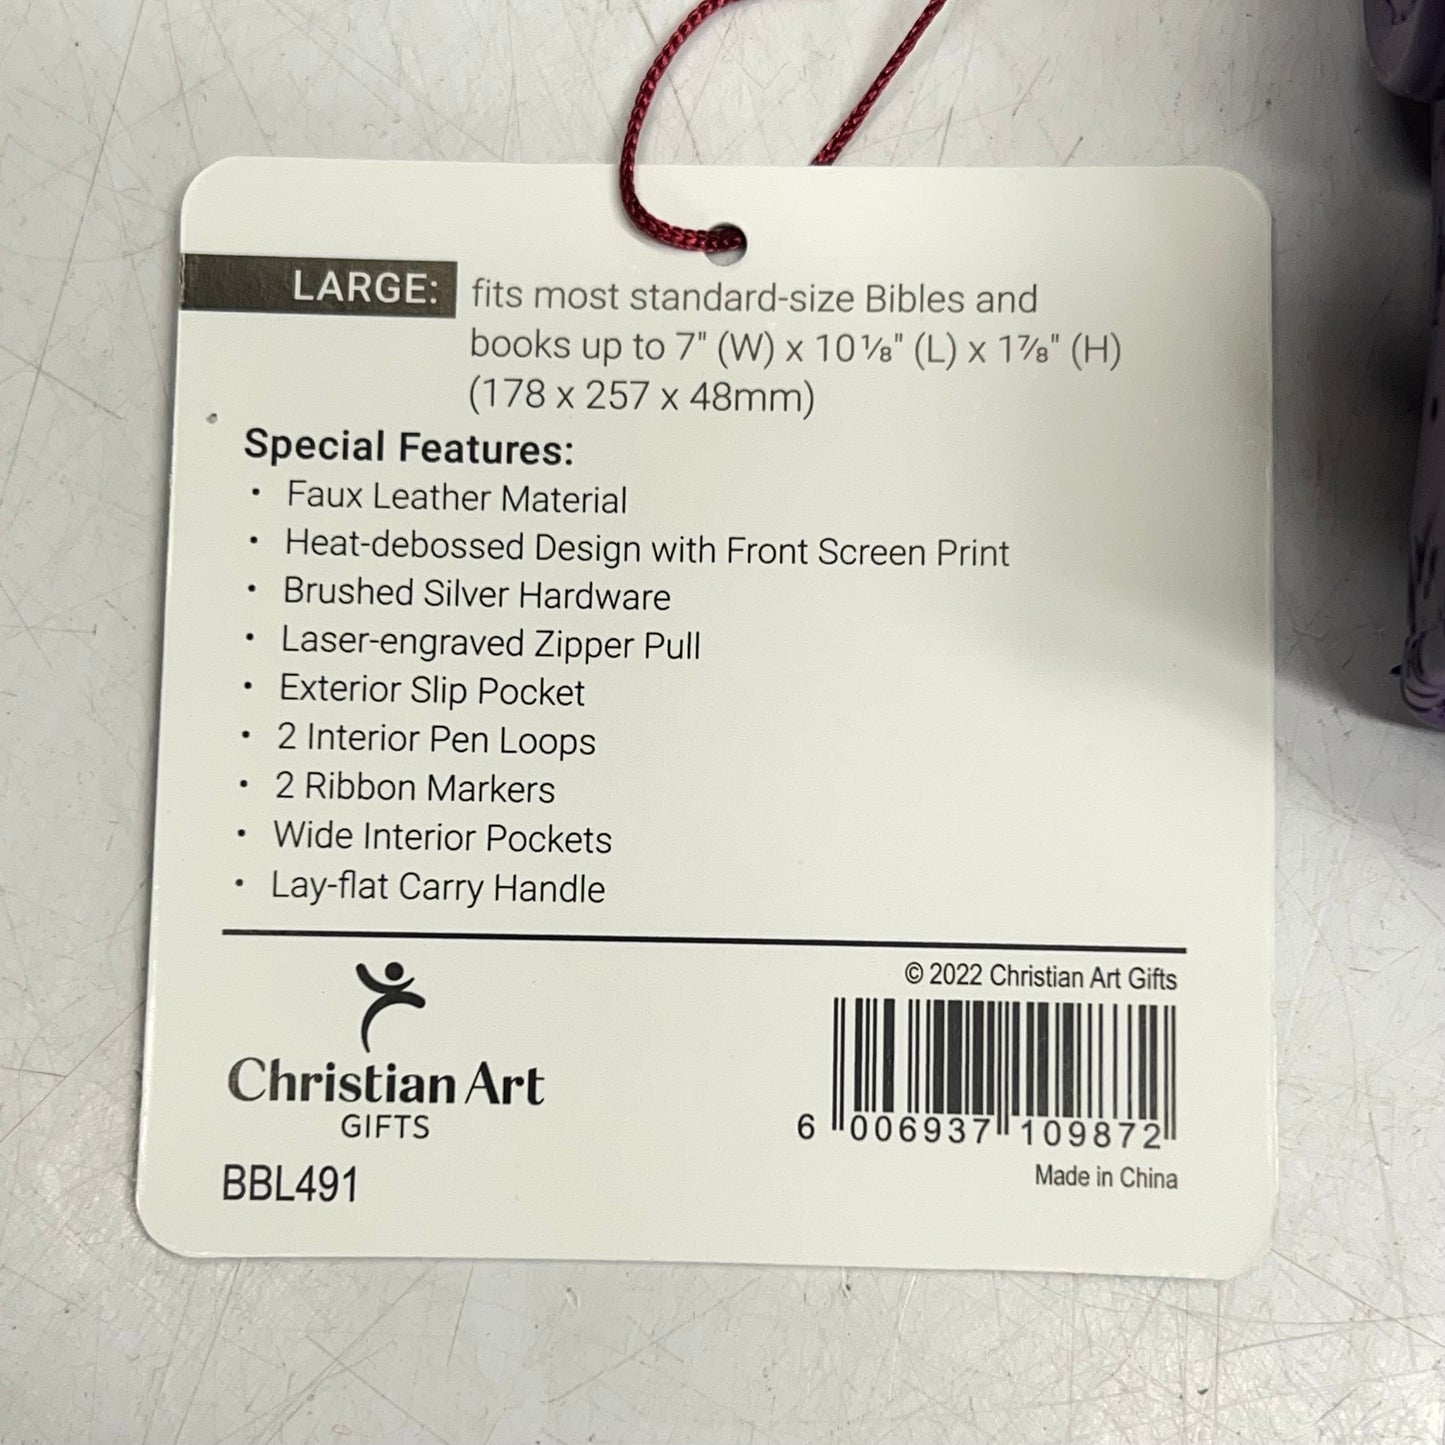 LARGE: fits most standard-size Bibles and
books up to 7" (W) x 10⅛" (L) x 1⅞" (H)
(178 x 257 x 48mm)
Special Features:
• Faux Leather Material
• Heat-debossed Design with Front Screen Print
• Brushed Silver Hardware
• Laser-engraved Zipper Pull
• Exterior Slip Pocket
• 2 Interior Pen Loops
• 2 Ribbon Markers
• Wide Interior Pockets
• Lay-flat Carry Handle
Christian Art
GIFTS
BBL491
© 2022 Christian Art Gifts
6 006937 109872
Made in China